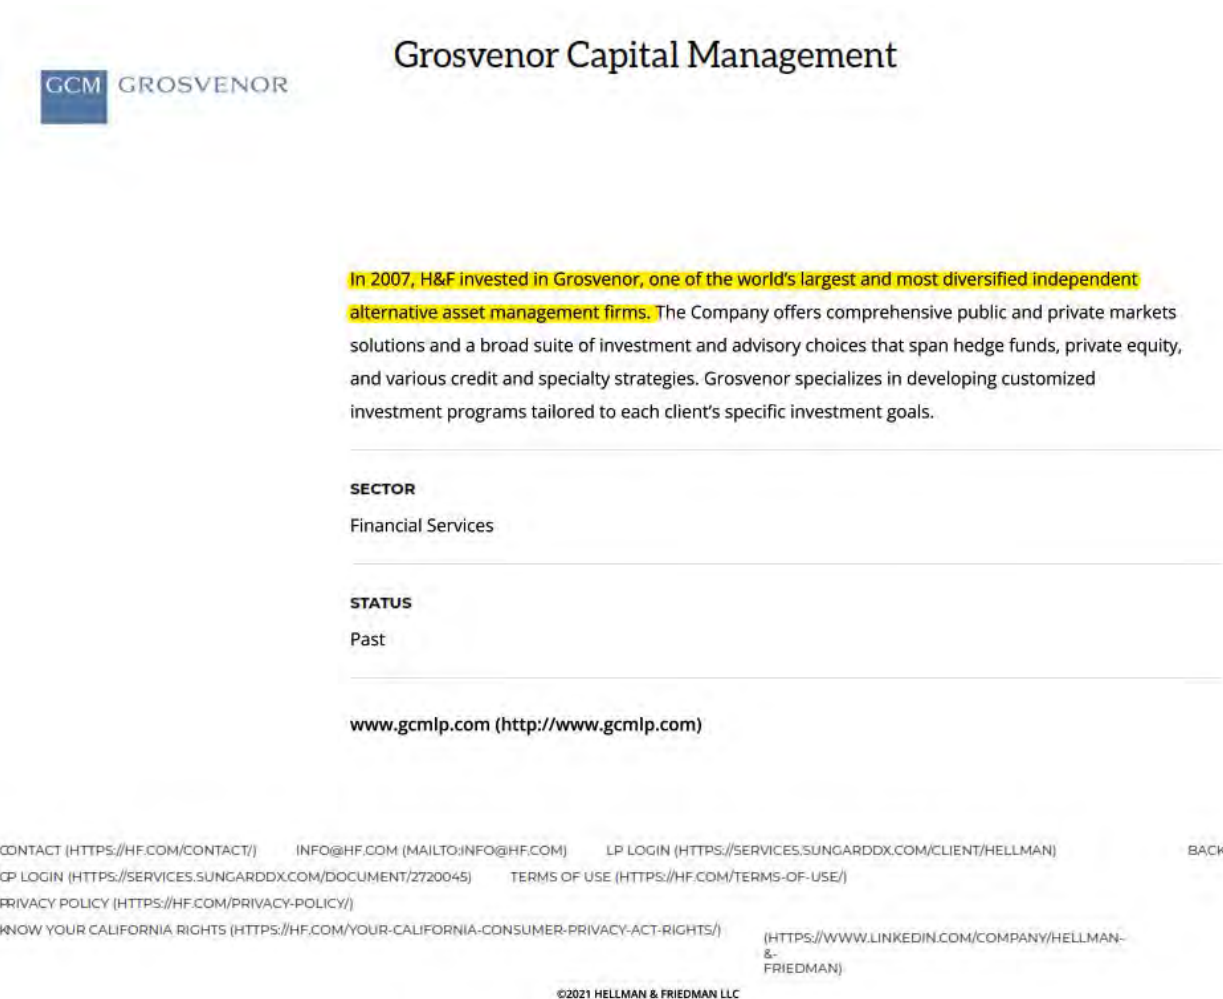 Grosvenor Capital Management
GCM GROSVENOR
In 2007, H&F invested in Grosvenor, one of the world's largest and most diversified independent
alternative asset management firms. The Company offers comprehensive public and private markets
solutions and a broad suite of investment and advisory choices that span hedge funds, private equity,
and various credit and specialty strategies. Grosvenor specializes in developing customized
investment programs tailored to each client's specific investment goals.
SECTOR
Financial Services
STATUS
Past
www.gcmlp.com (http://www.gcmlp.com)
CONTACT (HTTPS://HF.COM/CONTACT/) INFO@HF.COM (MAILTO:INFO@HF.COM) LP LOGIN (HTTPS://SERVICES.SUNGARDDX.COM/CLIENT/HELLMAN) BACK
GP LOGIN (HTTPS://SERVICES.SUNGARDDX.COM/DOCUMENT/2720045) TERMS OF USE (HTTPS://HF.COM/TERMS-OF-USE/)
PRIVACY POLICY (HTTPS://HF.COM/PRIVACY-POLICY/)
KNOW YOUR CALIFORNIA RIGHTS (HTTPS://HF.COM/YOUR-CALIFORNIA-CONSUMER-PRIVACY-ACT-RIGHTS/)
(HTTPS://WWW.LINKEDIN.COM/COMPANY/HELLMAN-
&-
FRIEDMAN)
©2021 HELLMAN & FRIEDMAN LLC